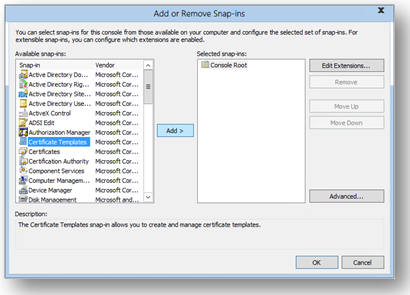 Add or Remove Snap-ins
X
You can select snap-ins for this console from those available on your computer and configure the selected set of snap-ins. For
extensible snap-ins, you can configure which extensions are enabled.
Available snap-ins:
Selected snap-ins:
Snap-in Vendor
Active Directory Do... Microsoft Cor...
Active Directory Rig... Microsoft Cor...
Active Directory Site... Microsoft Cor...
Active Directory Use... Microsoft Cor...
ActiveX Control Microsoft Cor...
ADSI Edit Microsoft Cor...
Authorization Manager Microsoft Cor...
Certificate Templates Microsoft Cor...
Certificates Microsoft Cor...
Certification Authority Microsoft Cor...
Component Services Microsoft Cor...
Computer Managem... Microsoft Cor...
Device Manager Microsoft Cor...
Disk Management Microsoft and
Add >
Console Root
Edit Extensions...
Remove
Move Up
Move Down
Advanced...
Description:
The Certificate Templates snap-in allows you to create and manage certificate templates.
OK
Cancel